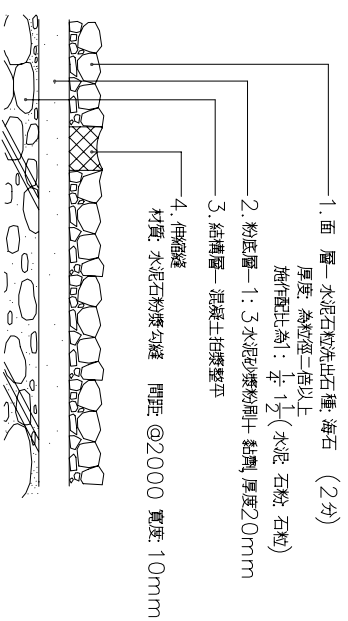 1. 面　層— 水泥石粒洗出石種: 海石　(2分)
厚度: 為粒徑二倍以上
施作配比為1: 1/4: 1 1/2 (水泥: 石粉: 石粒)
2. 粉底層— 1: 3水泥砂漿粉刷+ 黏劑, 厚度20mm
3. 結構層— 混凝土拍漿整平
4. 伸縮縫
材質: 水泥石粉漿勾縫　間距: @2000 寬度: 10mm